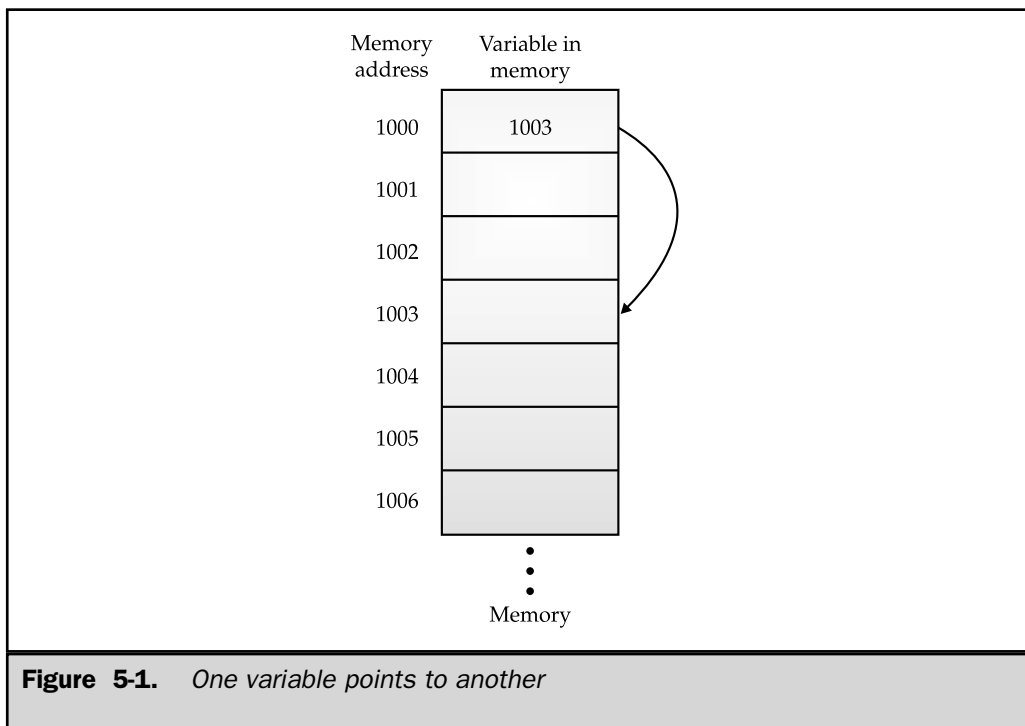 Memory address
Variable in memory
1000 1003
1001
1002
1003
1004
1005
1006
Memory
Figure 5-1. One variable points to another